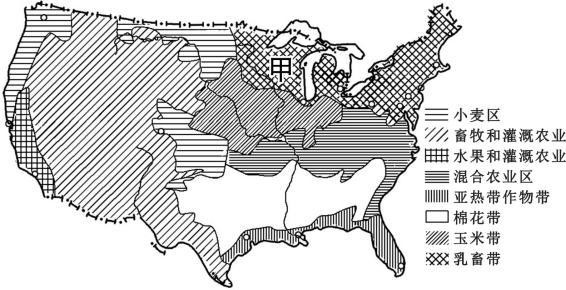 甲
小麦区
畜牧和灌溉农业
水果和灌溉农业
混合农业区
亚热带作物带
棉花带
玉米带
乳畜带